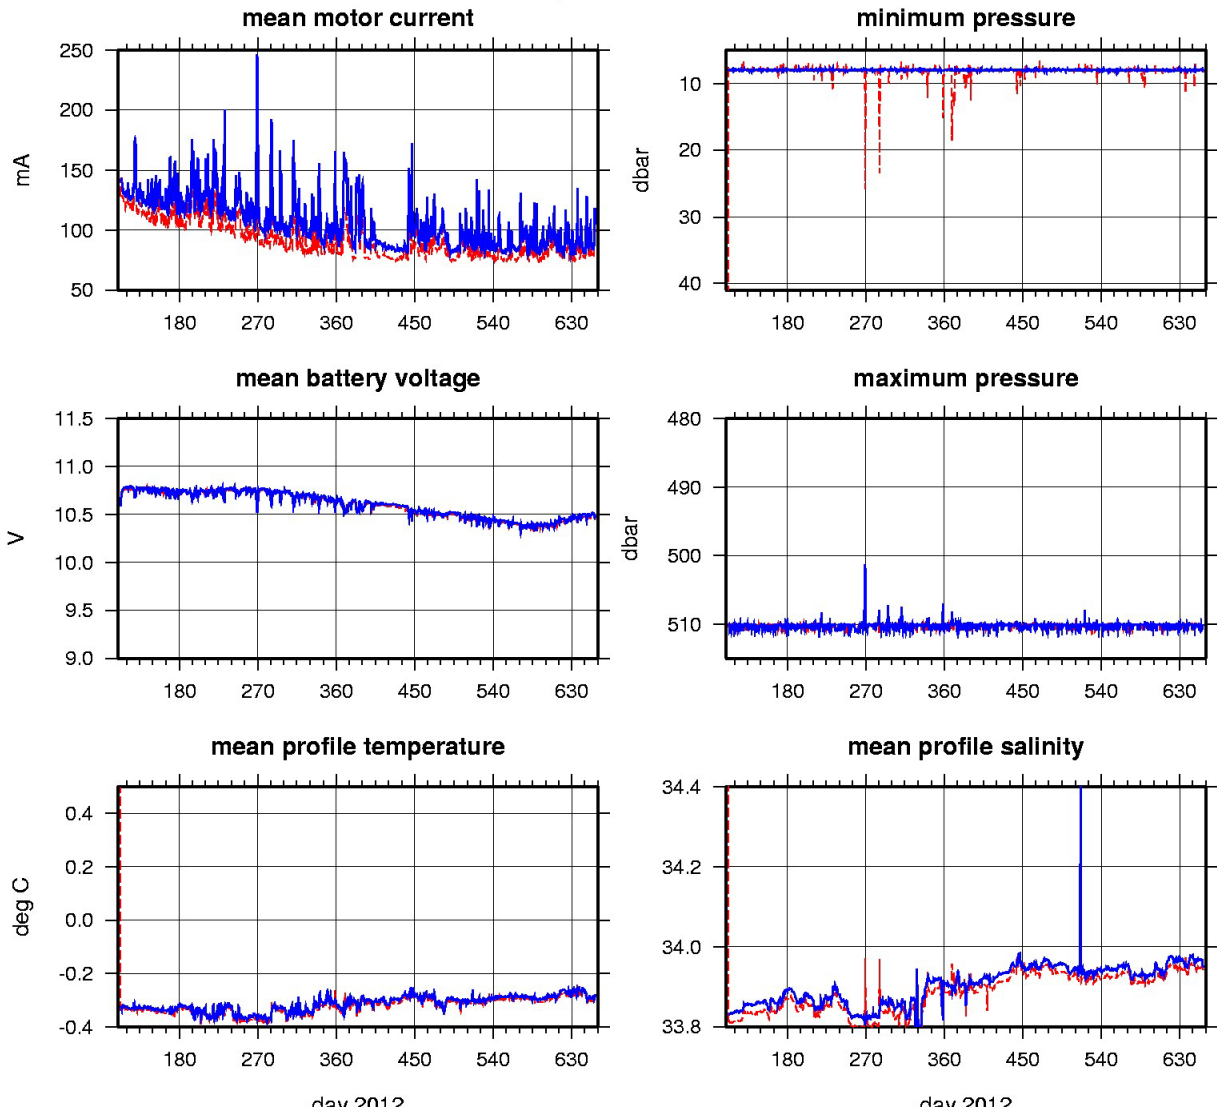 mean motor current
250
200
150
100
50
mA
180 270 360 450 540 630
minimum pressure
10
20
30
40
dbar
180 270 360 450 540 630
mean battery voltage
11.5
11.0
10.5
10.0
9.5
9.0
V
180 270 360 450 540 630
maximum pressure
480
490
500
510
dbar
180 270 360 450 540 630
mean profile temperature
0.4
0.2
0.0
-0.2
-0.4
deg C
180 270 360 450 540 630
day 2012
mean profile salinity
34.4
34.2
34.0
33.8
180 270 360 450 540 630
day 2012